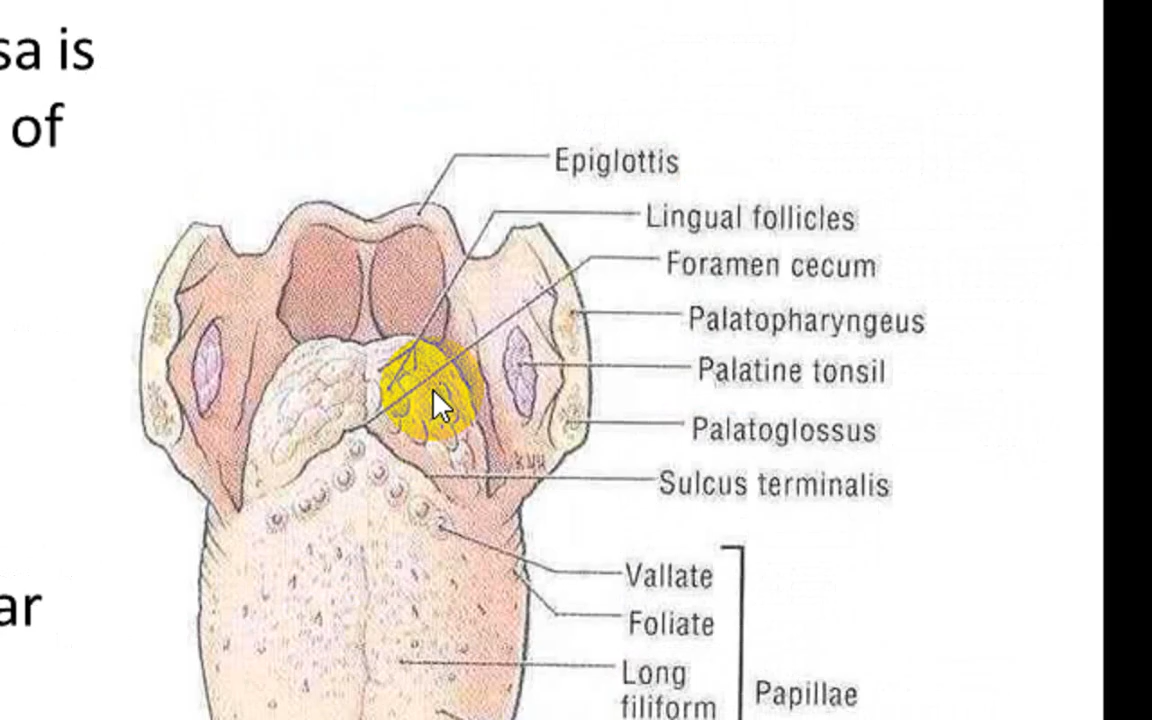 sa is
of
Epiglottis
Lingual follicles
Foramen cecum
Palatopharyngeus
Palatine tonsil
Palatoglossus
Sulcus terminalis
ar
Vallate
Foliate
Long
filiform
Papillae